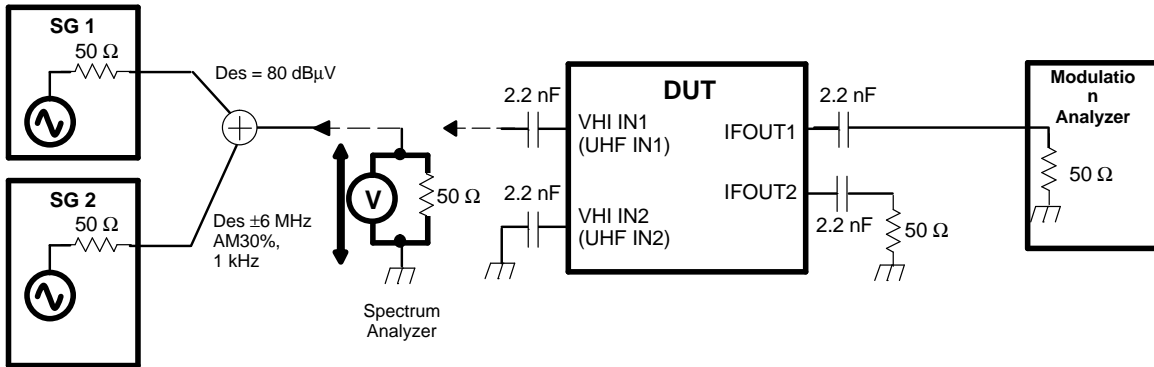 SG 1
50 Ω
Des = 80 dBµV
SG 2
50 Ω
Des ±6 MHz
AM30%,
1 kHz
V
50 Ω
Spectrum
Analyzer
2.2 nF
2.2 nF
DUT
VHI IN1
(UHF IN1)
VHI IN2
(UHF IN2)
IFOUT1
IFOUT2
2.2 nF
2.2 nF
50 Ω
Modulatio
n
Analyzer
50 Ω